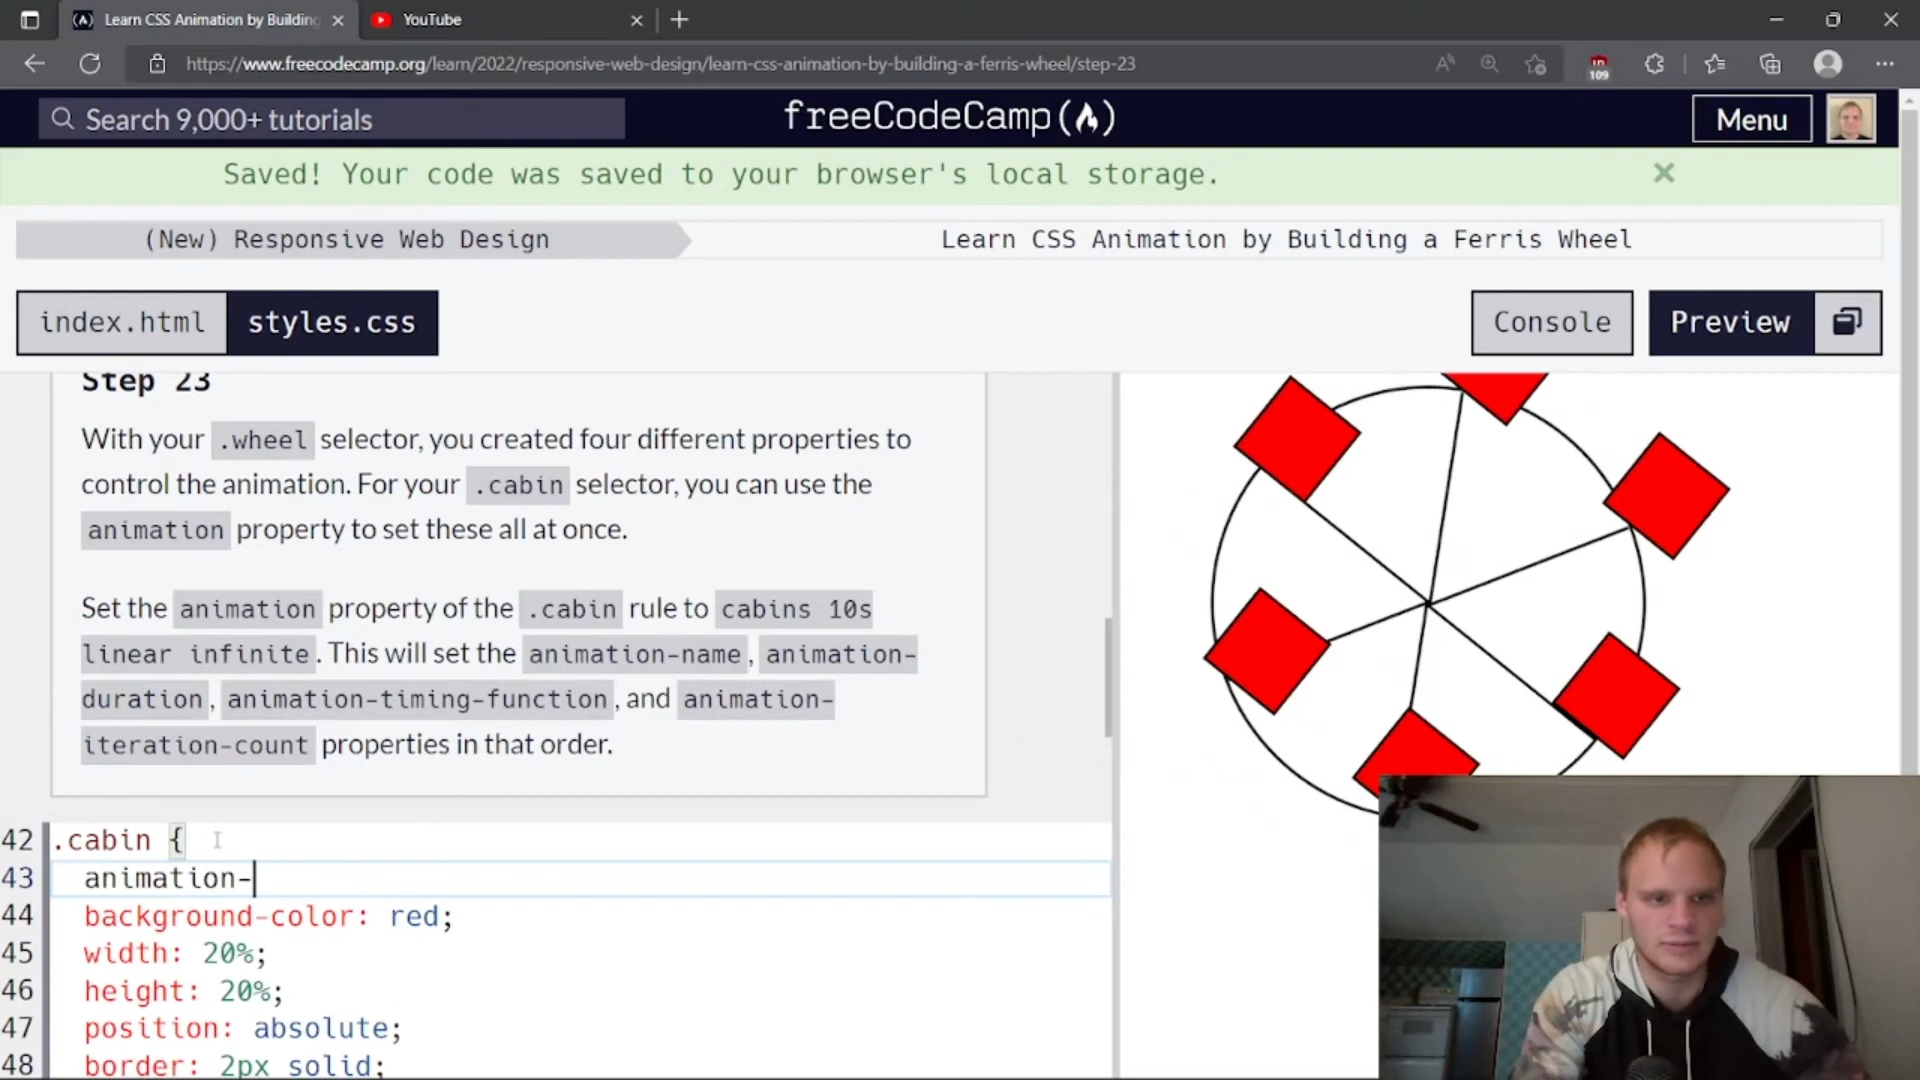 Learn CSS Animation by Building
YouTube
https://www.freecodecamp.org/learn/2022/responsive-web-design/learn-css-animation-by-building-a-ferris-wheel/step-23
109
Search 9,000+ tutorials
freeCodeCamp
Menu
Saved! Your code was saved to your browser's local storage.
(New) Responsive Web Design
Learn CSS Animation by Building a Ferris Wheel
index.html
styles.css
Console
Preview
Step 23
With your .wheel selector, you created four different properties to
control the animation. For your .cabin selector, you can use the
animation property to set these all at once.
Set the animation property of the .cabin rule to cabins 10s
linear infinite. This will set the animation-name, animation-
duration, animation-timing-function, and animation-
iteration-count properties in that order.
42 .cabin {
43 animation-
44 background-color: red;
45 width: 20%;
46 height: 20%;
47 position: absolute;
48 border: 2px solid;